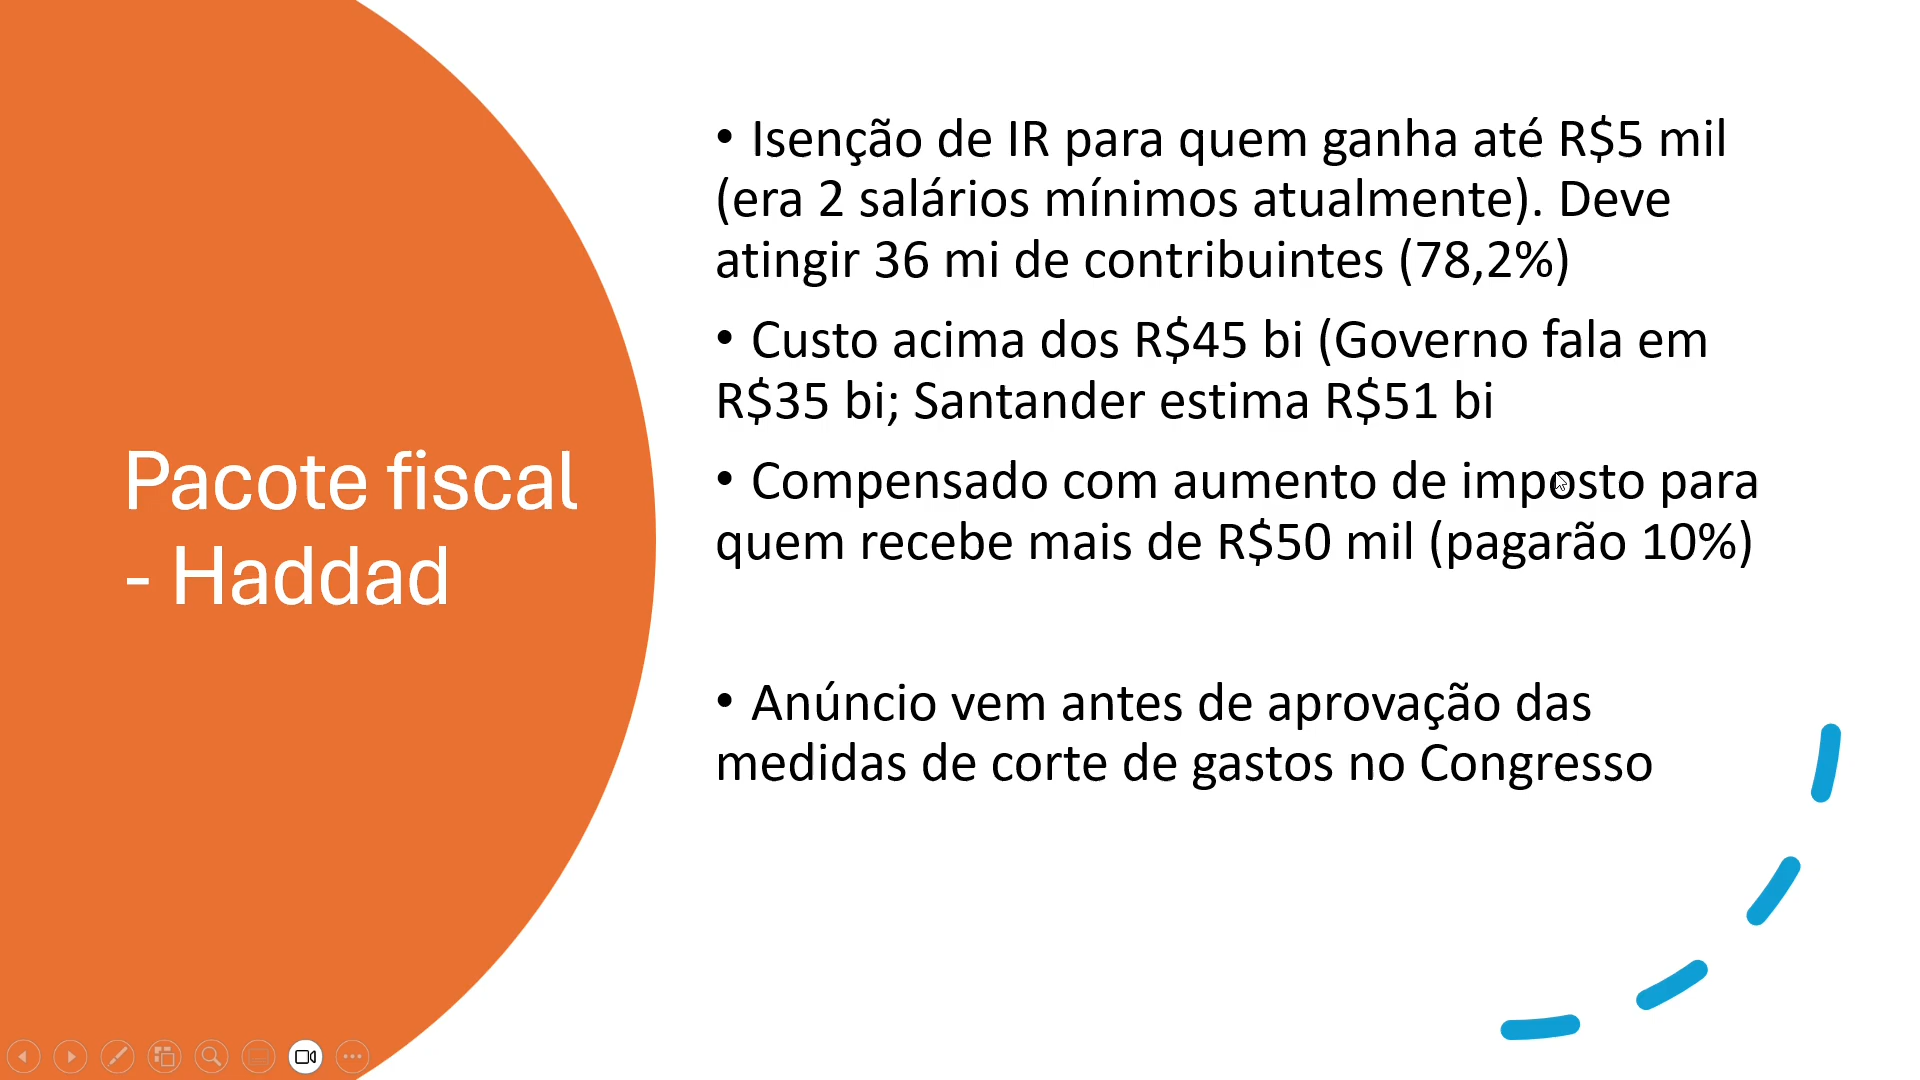 Pacote fiscal
- Haddad
• Isenção de IR para quem ganha até R$5 mil
(era 2 salários mínimos atualmente). Deve
atingir 36 mi de contribuintes (78,2%)
• Custo acima dos R$45 bi (Governo fala em
R$35 bi; Santander estima R$51 bi
• Compensado com aumento de imposto para
quem recebe mais de R$50 mil (pagarão 10%)
• Anúncio vem antes de aprovação das
medidas de corte de gastos no Congresso